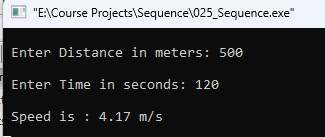 "E:\Course Projects\Sequence\025_Sequence.exe"
Enter Distance in meters: 500
Enter Time in seconds: 120
Speed is : 4.17 m/s